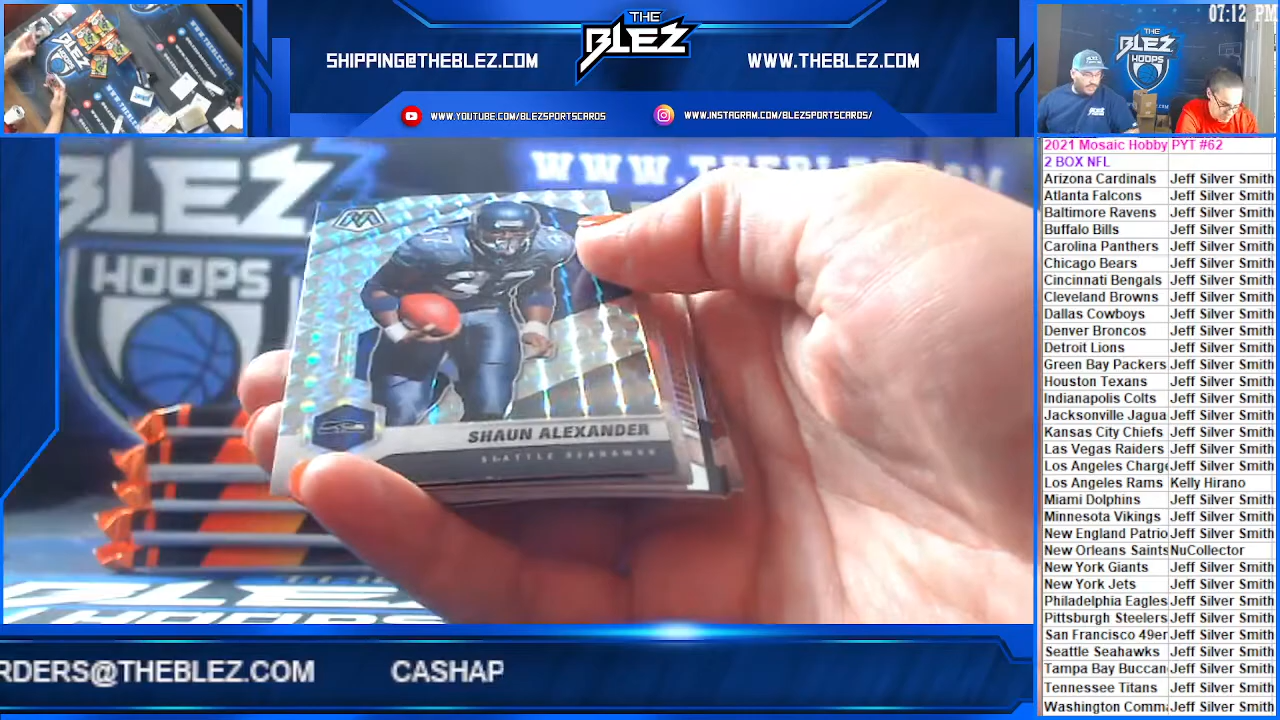 07:12 PM
THE
BLEZ
SHIPPING@THEBLEZ.COM
WWW.THEBLEZ.COM
WWW.YOUTUBE.COM/BLEZSPORTSCARDS
WWW.INSTAGRAM.COM/BLEZSPORTSCARDS/
THE
BLEZ
HOOPS
WWW.THEBLEZ.COM
BLEZ
HOOPS
37
SHAUN ALEXANDER
SEATTLE SEAHAWKS
HOOPS
2021 Mosaic Hobby PYT #62
2 BOX NFL
Arizona Cardinals Jeff Silver Smith
Atlanta Falcons Jeff Silver Smith
Baltimore Ravens Jeff Silver Smith
Buffalo Bills Jeff Silver Smith
Carolina Panthers Jeff Silver Smith
Chicago Bears Jeff Silver Smith
Cincinnati Bengals Jeff Silver Smith
Cleveland Browns Jeff Silver Smith
Dallas Cowboys Jeff Silver Smith
Denver Broncos Jeff Silver Smith
Detroit Lions Jeff Silver Smith
Green Bay Packers Jeff Silver Smith
Houston Texans Jeff Silver Smith
Indianapolis Colts Jeff Silver Smith
Jacksonville Jagua Jeff Silver Smith
Kansas City Chiefs Jeff Silver Smith
Las Vegas Raiders Jeff Silver Smith
Los Angeles Charge Jeff Silver Smith
Los Angeles Rams Kelly Hirano
Miami Dolphins Jeff Silver Smith
Minnesota Vikings Jeff Silver Smith
New England Patrio Jeff Silver Smith
New Orleans Saints NuCollector
New York Giants Jeff Silver Smith
New York Jets Jeff Silver Smith
Philadelphia Eagles Jeff Silver Smith
Pittsburgh Steelers Jeff Silver Smith
San Francisco 49er Jeff Silver Smith
Seattle Seahawks Jeff Silver Smith
Tampa Bay Buccan Jeff Silver Smith
Tennessee Titans Jeff Silver Smith
Washington Comma Jeff Silver Smith
RDERS@THEBLEZ.COM CASHAP